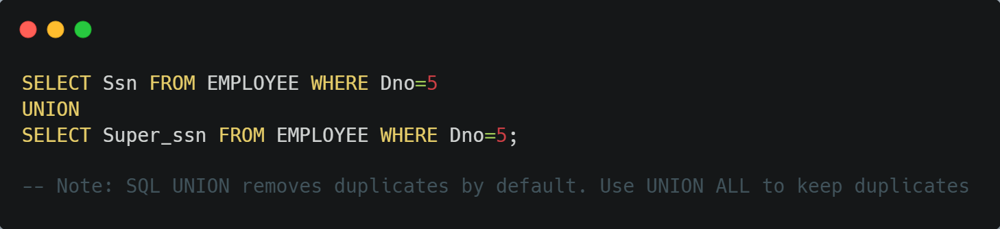 SELECT Ssn FROM EMPLOYEE WHERE Dno=5
UNION
SELECT Super_ssn FROM EMPLOYEE WHERE Dno=5;
-- Note: SQL UNION removes duplicates by default. Use UNION ALL to keep duplicates